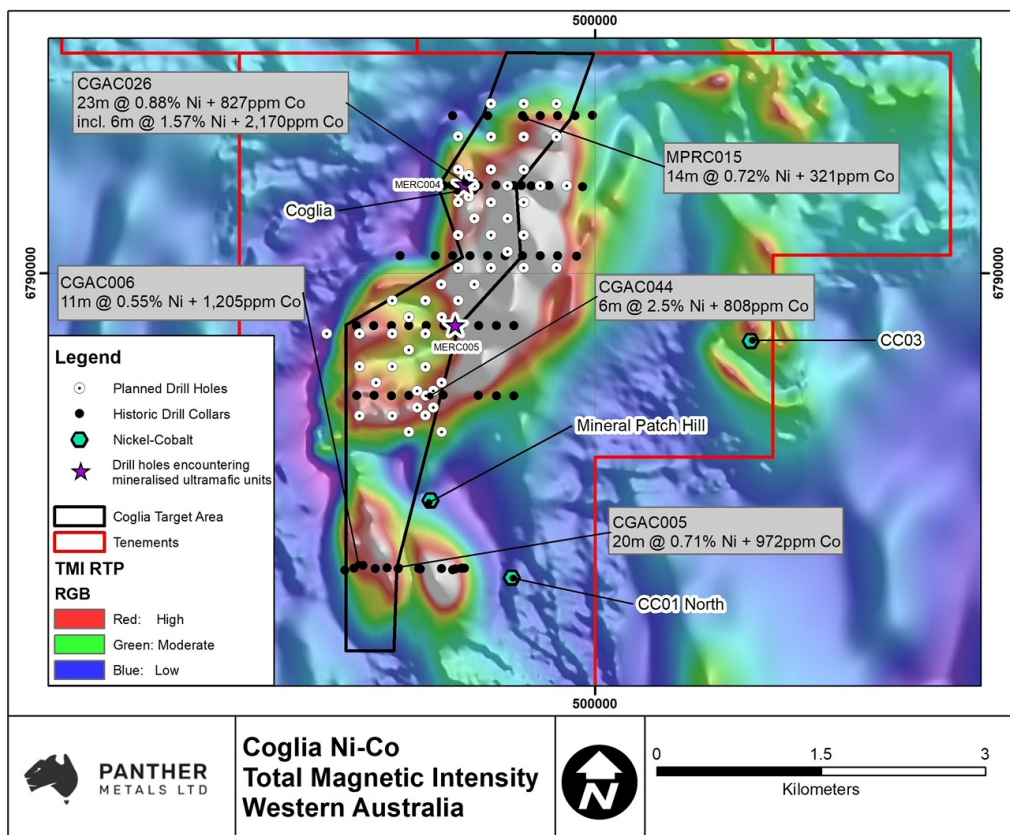 500000
CGAC026
23m @ 0.88% Ni + 827ppm Co
incl. 6m @ 1.57% Ni + 2,170ppm Co
MPRC015
14m @ 0.72% Ni + 321ppm Co
MERC004
Coglia
6790000
6790000
CGAC006
11m @ 0.55% Ni + 1,205ppm Co
CGAC044
6m @ 2.5% Ni + 808ppm Co
MERC005
CC03
Legend
Planned Drill Holes
Historic Drill Collars
Nickel-Cobalt
Drill holes encountering
mineralised ultramafic units
Coglia Target Area
Tenements
TMI RTP
RGB
Red: High
Green: Moderate
Blue: Low
Mineral Patch Hill
CGAC005
20m @ 0.71% Ni + 972ppm Co
CC01 North
500000
PANTHER
METALS LTD
Coglia Ni-Co
Total Magnetic Intensity
Western Australia
N
0 1.5 3
Kilometers